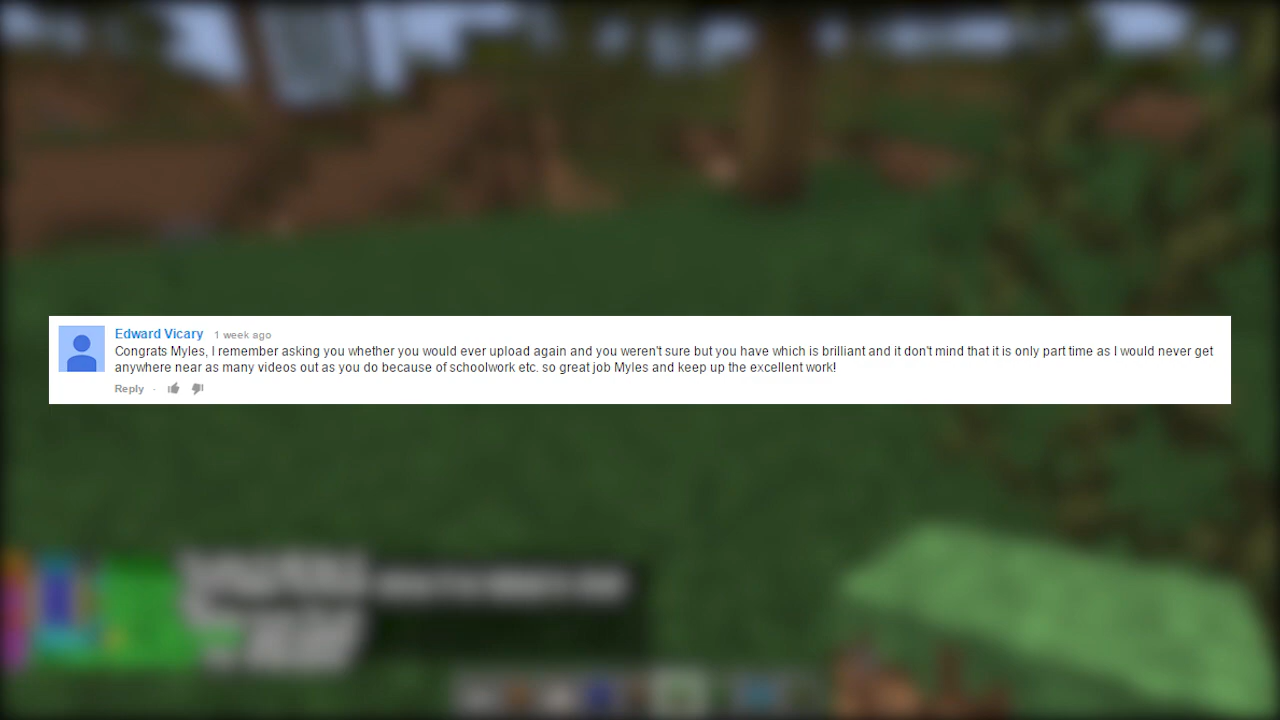 Edward Vicary 1 week ago
Congrats Myles, I remember asking you whether you would ever upload again and you weren't sure but you have which is brilliant and it don't mind that it is only part time as I would never get
anywhere near as many videos out as you do because of schoolwork etc. so great job Myles and keep up the excellent work!
Reply ·